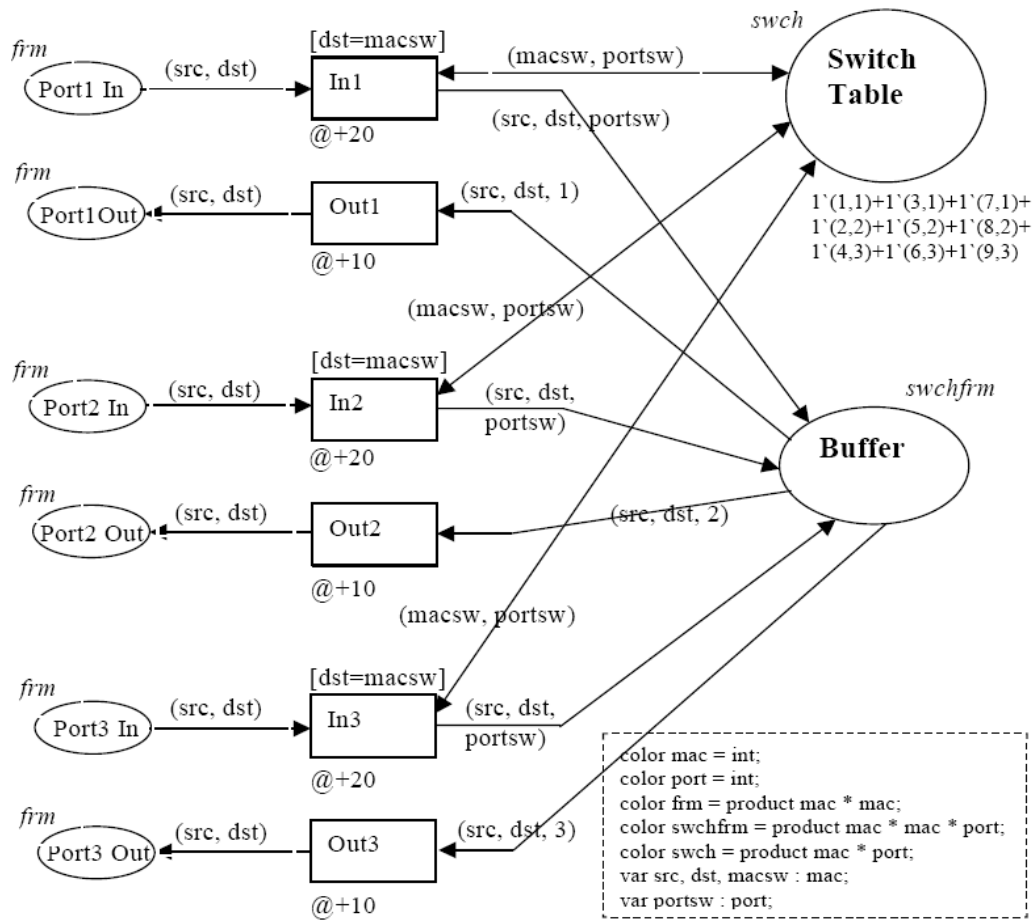 swch
frm
[dst=macsw]
(src, dst)
(macsw, portsw)
Switch
Table
Port1 In
In1
(src, dst, portsw)
@+20
frm
(src, dst)
(src, dst, 1)
Port1Out
Out1
@+10
1`(1,1)+1`(3,1)+1`(7,1)+
1`(2,2)+1`(5,2)+1`(8,2)+
1`(4,3)+1`(6,3)+1`(9,3)
(macsw, portsw)
[dst=macsw]
frm
(src, dst)
Port2 In
In2
(src, dst,
portsw)
@+20
swchfrm
Buffer
frm
(src, dst)
Port2 Out
Out2
(src, dst, 2)
@+10
(macsw, portsw)
[dst=macsw]
frm
(src, dst)
Port3 In
In3
(src, dst,
portsw)
@+20
frm
(src, dst)
Port3 Out
Out3
(src, dst, 3)
@+10
color mac = int;
color port = int;
color frm = product mac * mac;
color swchfrm = product mac * mac * port;
color swch = product mac * port;
var src, dst, macsw : mac;
var portsw : port;